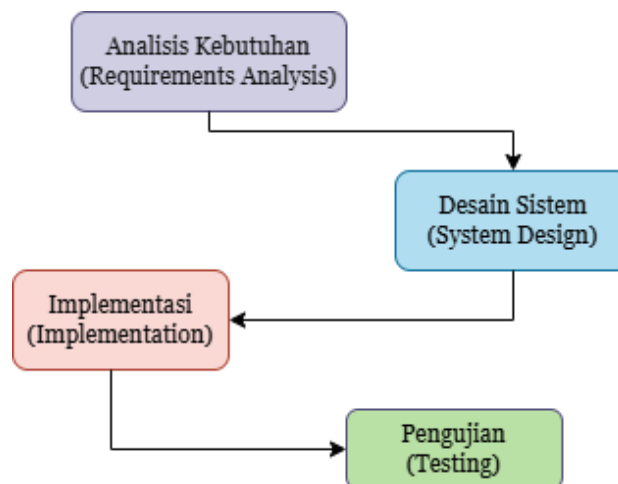 Analisis Kebutuhan
(Requirements Analysis)
Desain Sistem
(System Design)
Implementasi
(Implementation)
Pengujian
(Testing)